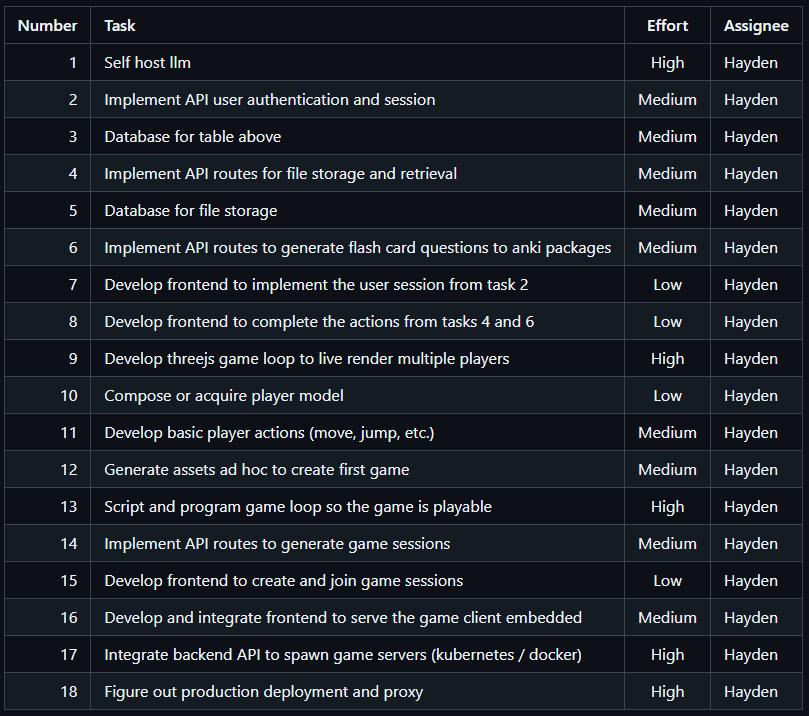 Number Task Effort Assignee
1 Self host llm High Hayden
2 Implement API user authentication and session Medium Hayden
3 Database for table above Medium Hayden
4 Implement API routes for file storage and retrieval Medium Hayden
5 Database for file storage Medium Hayden
6 Implement API routes to generate flash card questions to anki packages Medium Hayden
7 Develop frontend to implement the user session from task 2 Low Hayden
8 Develop frontend to complete the actions from tasks 4 and 6 Low Hayden
9 Develop threejs game loop to live render multiple players High Hayden
10 Compose or acquire player model Low Hayden
11 Develop basic player actions (move, jump, etc.) Medium Hayden
12 Generate assets ad hoc to create first game Medium Hayden
13 Script and program game loop so the game is playable High Hayden
14 Implement API routes to generate game sessions Medium Hayden
15 Develop frontend to create and join game sessions Low Hayden
16 Develop and integrate frontend to serve the game client embedded Medium Hayden
17 Integrate backend API to spawn game servers (kubernetes / docker) High Hayden
18 Figure out production deployment and proxy High Hayden